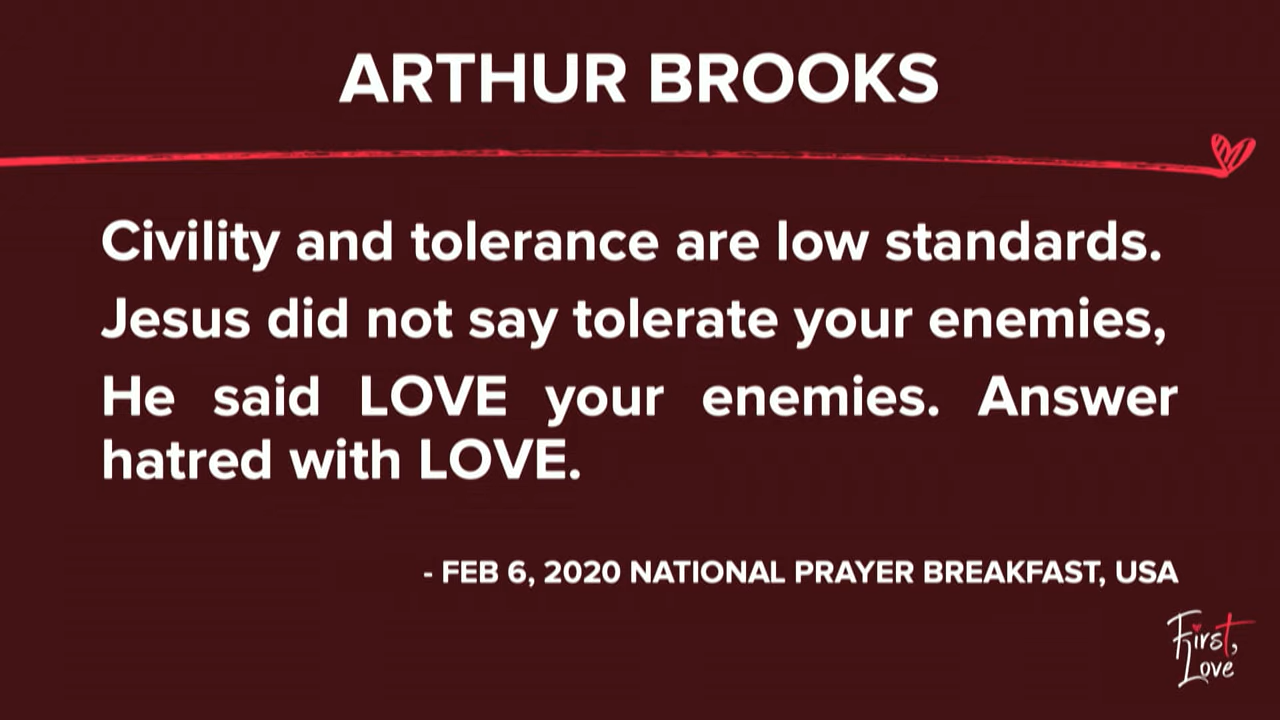 ARTHUR BROOKS
Civility and tolerance are low standards.
Jesus did not say tolerate your enemies,
He said LOVE your enemies. Answer
hatred with LOVE.
- FEB 6, 2020 NATIONAL PRAYER BREAKFAST, USA
First,
Love